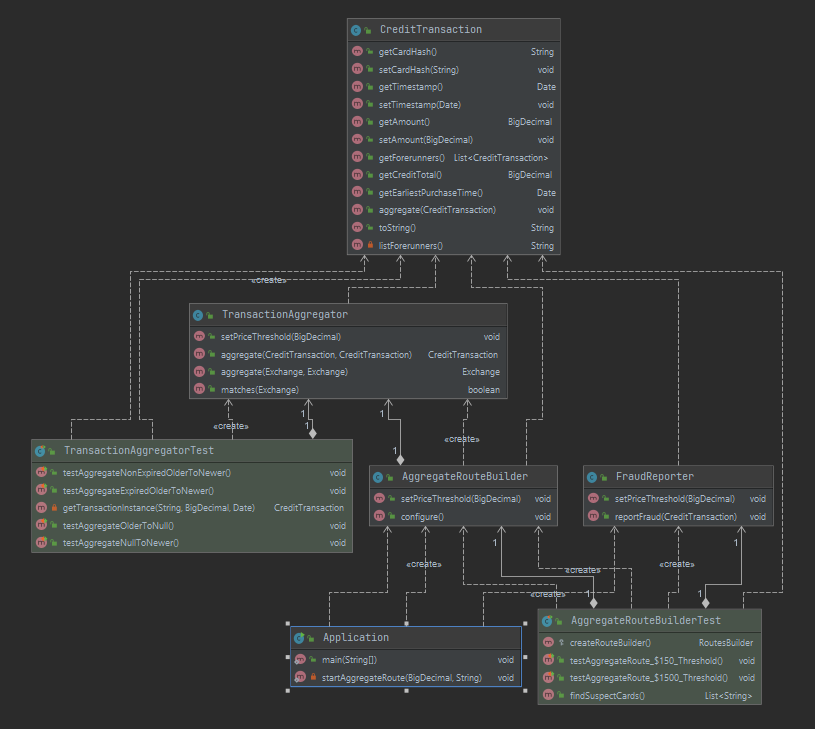 CreditTransaction
getCardHash() String
setCardHash(String) void
getTimestamp() Date
setTimestamp(Date) void
getAmount() BigDecimal
setAmount(BigDecimal) void
getForerunners() List<CreditTransaction>
getCreditTotal() BigDecimal
getEarliestPurchaseTime() Date
aggregate(CreditTransaction) void
toString() String
listForerunners() String
«create»
TransactionAggregator
setPriceThreshold(BigDecimal) void
aggregate(CreditTransaction, CreditTransaction) CreditTransaction
aggregate(Exchange, Exchange) Exchange
matches(Exchange) boolean
1 1
«create» 1
«create»
1
TransactionAggregatorTest
testAggregateNonExpiredOlderToNewer() void
testAggregateExpiredOlderToNewer() void
getTransactionInstance(String, BigDecimal, Date) CreditTransaction
testAggregateOlderToNull() void
testAggregateNullToNewer() void
AggregateRouteBuilder
setPriceThreshold(BigDecimal) void
configure() void
FraudReporter
setPriceThreshold(BigDecimal) void
reportFraud(CreditTransaction) void
1 1
«create» «create» «create»
«create» 1 1
Application
main(String[]) void
startAggregateRoute(BigDecimal, String) void
AggregateRouteBuilderTest
createRouteBuilder() RoutesBuilder
testAggregateRoute_$150_Threshold() void
testAggregateRoute_$1500_Threshold() void
findSuspectCards() List<String>